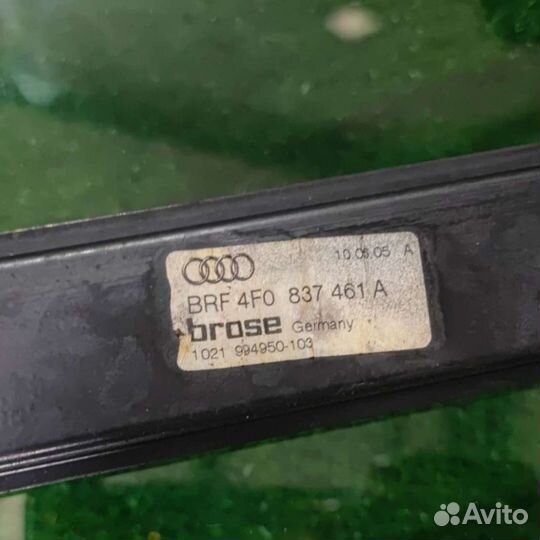 10.06.05 A
BRF 4F0 837 461 A
brose Germany
1021 994950-103
Avito